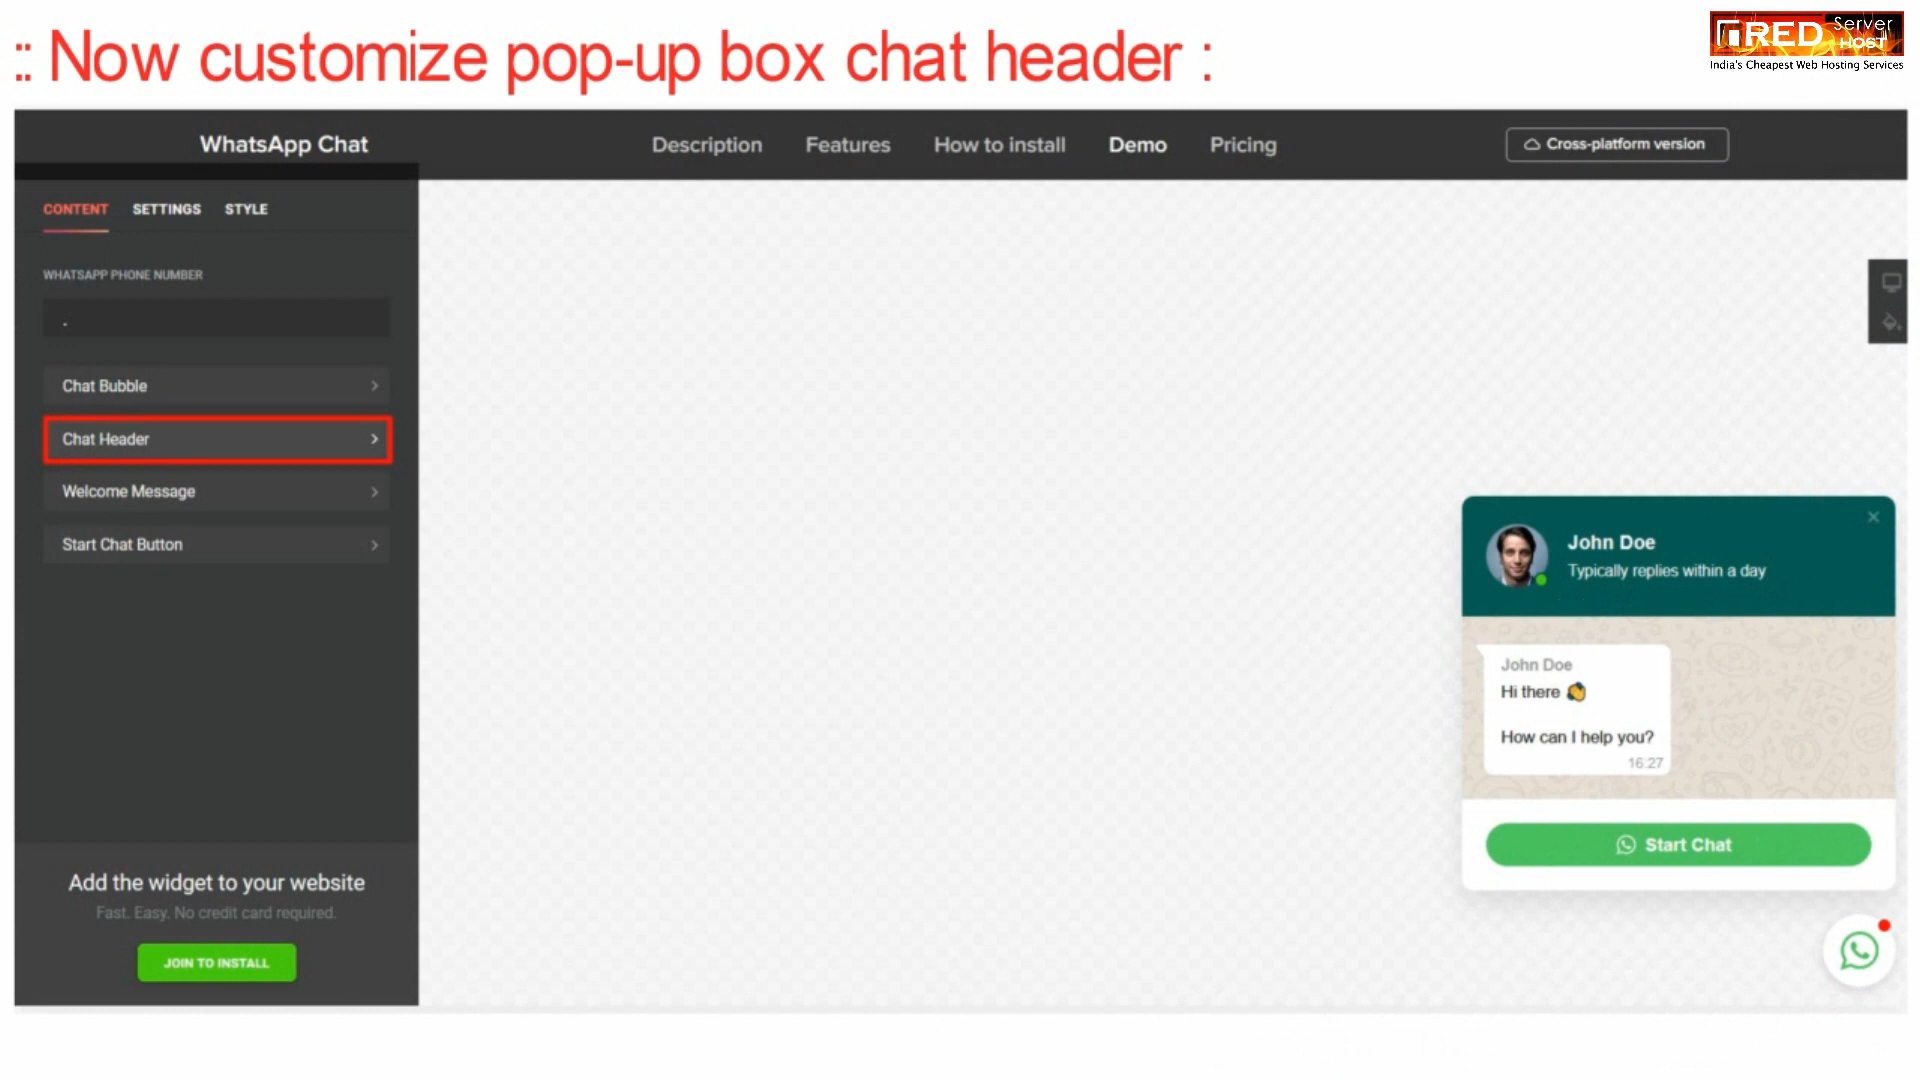 :: Now customize pop-up box chat header :
RED Server HOST
India's Cheapest Web Hosting Services
WhatsApp Chat
Description Features How to install Demo Pricing
Cross-platform version
CONTENT SETTINGS STYLE
WHATSAPP PHONE NUMBER
.
Chat Bubble
Chat Header
Welcome Message
Start Chat Button
Add the widget to your website
Fast. Easy. No credit card required.
JOIN TO INSTALL
John Doe
Typically replies within a day
John Doe
Hi there 👋
How can I help you?
16:27
Start Chat